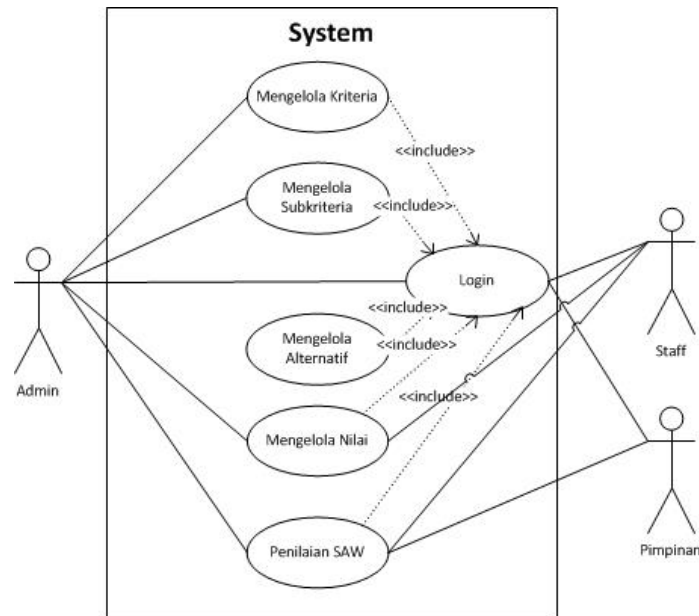 System
Mengelola Kriteria
<<include>>
Mengelola
Subkriteria
<<include>>
Login
<<include>>
Mengelola
Alternatif
<<include>>
<<include>>
Mengelola Nilai
Penilaian SAW
Admin
Staff
Pimpinan